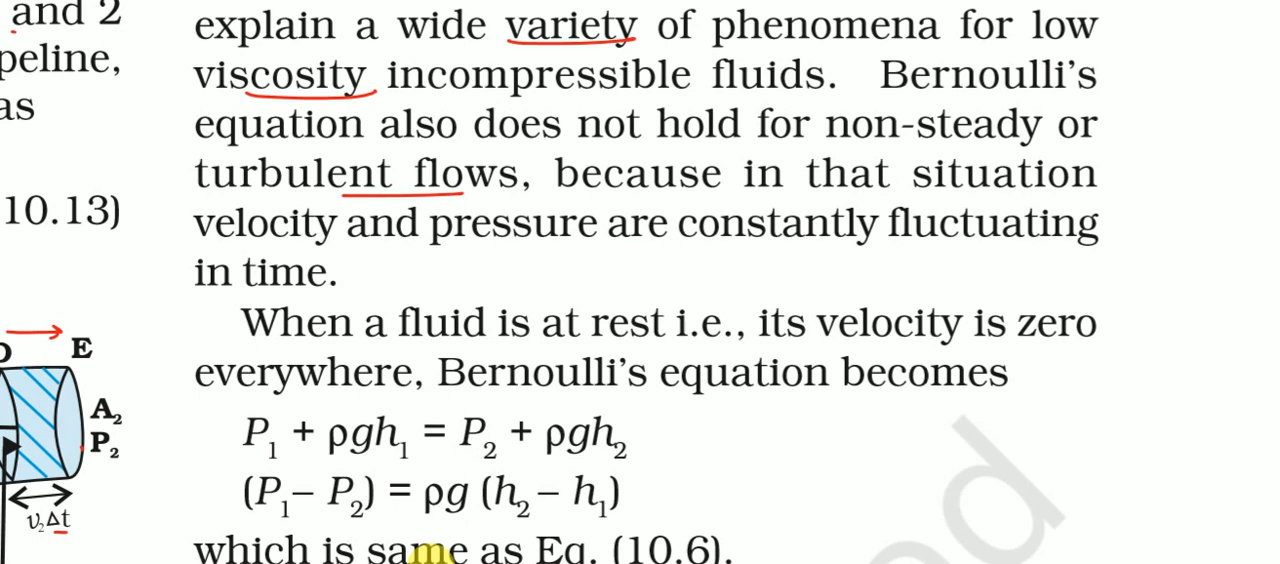 and 2
peline,
as
10.13)
E
A₂
P₂
v₂Δt
explain a wide variety of phenomena for low
viscosity incompressible fluids. Bernoulli's
equation also does not hold for non-steady or
turbulent flows, because in that situation
velocity and pressure are constantly fluctuating
in time.
When a fluid is at rest i.e., its velocity is zero
everywhere, Bernoulli's equation becomes
P₁ + ρgh₁ = P₂ + ρgh₂
(P₁– P₂) = ρg (h₂ – h₁)
which is same as Eq. (10.6).